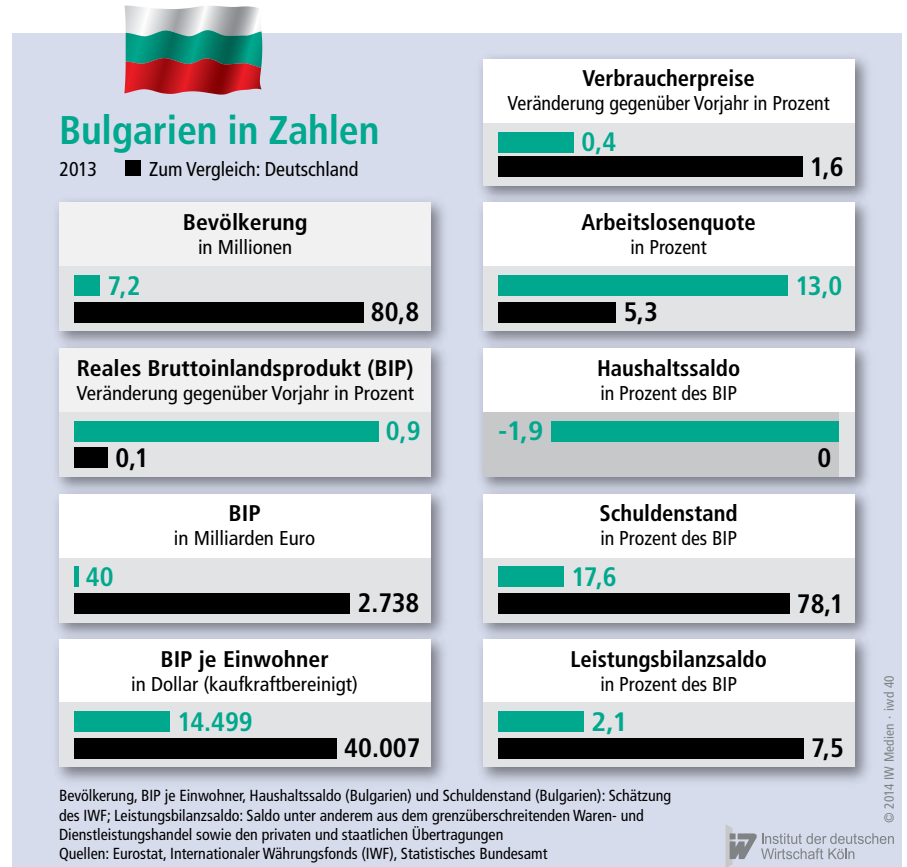 Bulgarien in Zahlen
2013 Zum Vergleich: Deutschland
Bevölkerung
in Millionen
7,2
80,8
Reales Bruttoinlandsprodukt (BIP)
Veränderung gegenüber Vorjahr in Prozent
0,9
0,1
BIP
in Milliarden Euro
40
2.738
BIP je Einwohner
in Dollar (kaufkraftbereinigt)
14.499
40.007
Verbraucherpreise
Veränderung gegenüber Vorjahr in Prozent
0,4
1,6
Arbeitslosenquote
in Prozent
13,0
5,3
Haushaltssaldo
in Prozent des BIP
-1,9
0
Schuldenstand
in Prozent des BIP
17,6
78,1
Leistungsbilanzsaldo
in Prozent des BIP
2,1
7,5
Bevölkerung, BIP je Einwohner, Haushaltssaldo (Bulgarien) und Schuldenstand (Bulgarien): Schätzung
des IWF; Leistungsbilanzsaldo: Saldo unter anderem aus dem grenzüberschreitenden Waren- und
Dienstleistungshandel sowie den privaten und staatlichen Übertragungen
Quellen: Eurostat, Internationaler Währungsfonds (IWF), Statistisches Bundesamt
© 2014 IW Medien · iwd 40
iw Institut der deutschen
Wirtschaft Köln